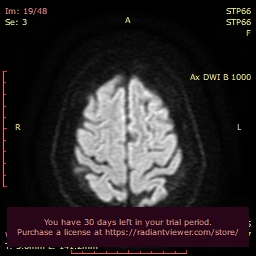 Im: 19/48
Se: 3
A
STP66
STP66
F
Ax DWI B 1000
R
L
You have 30 days left in your trial period.
Purchase a license at https://radiantviewer.com/store/